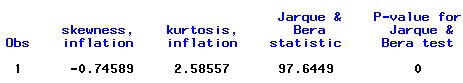 Jarque & P-value for
skewness, kurtosis, Bera Jarque &
Obs inflation inflation statistic Bera test
1 -0.74589 2.58557 97.6449 0